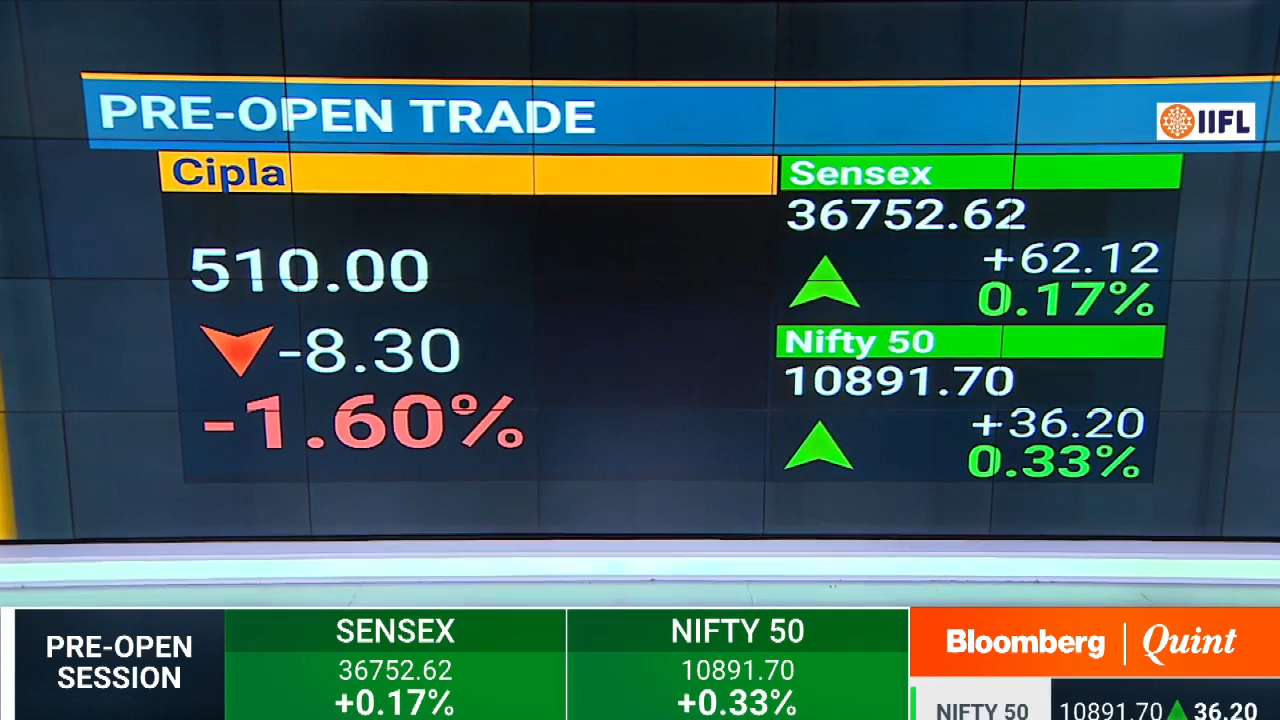 PRE-OPEN TRADE
IIFL
Cipla
510.00
-8.30
-1.60%
Sensex
36752.62
+62.12
0.17%
Nifty 50
10891.70
+36.20
0.33%
PRE-OPEN
SESSION
SENSEX
36752.62
+0.17%
NIFTY 50
10891.70
+0.33%
Bloomberg | Quint
NIFTY 50 10891.70 36.20